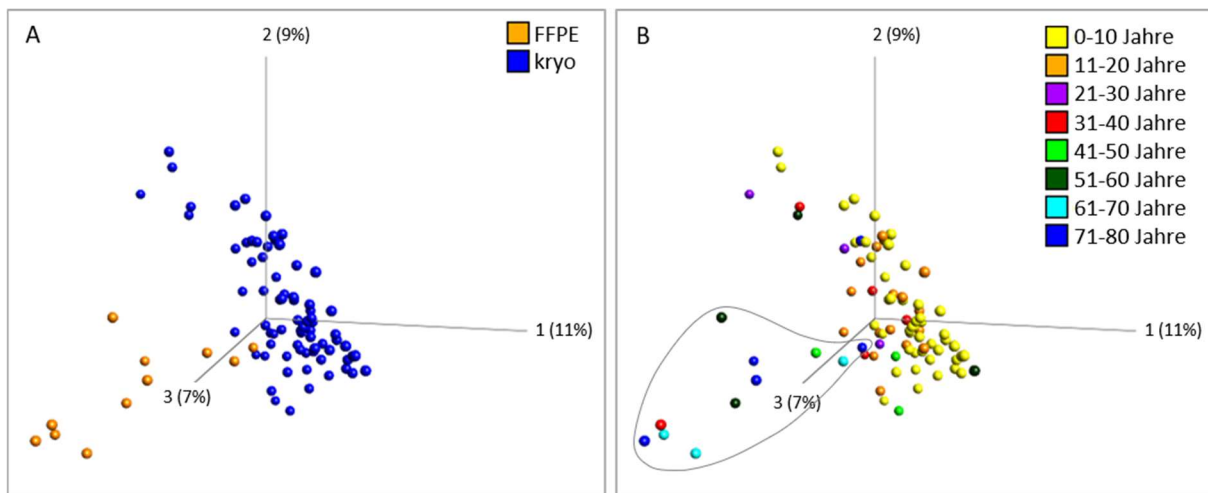 A
2 (9%)
FFPE
kryo
1 (11%)
3 (7%)
B
2 (9%)
0-10 Jahre
11-20 Jahre
21-30 Jahre
31-40 Jahre
41-50 Jahre
51-60 Jahre
61-70 Jahre
71-80 Jahre
1 (11%)
3 (7%)